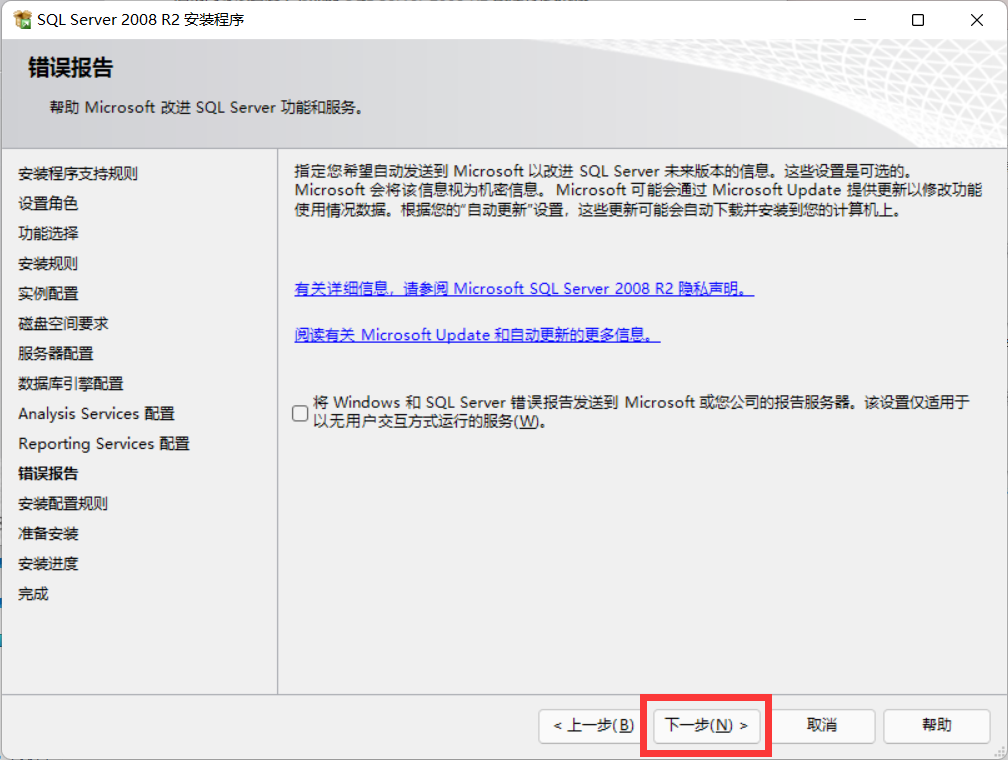 SQL Server 2008 R2 安装程序
错误报告
帮助 Microsoft 改进 SQL Server 功能和服务。
安装程序支持规则
设置角色
功能选择
安装规则
实例配置
磁盘空间要求
服务器配置
数据库引擎配置
Analysis Services 配置
Reporting Services 配置
错误报告
安装配置规则
准备安装
安装进度
完成
指定您希望自动发送到 Microsoft 以改进 SQL Server 未来版本的信息。这些设置是可选的。
Microsoft 会将该信息视为机密信息。 Microsoft 可能会通过 Microsoft Update 提供更新以修改功能
使用情况数据。根据您的“自动更新”设置，这些更新可能会自动下载并安装到您的计算机上。
有关详细信息，请参阅 Microsoft SQL Server 2008 R2 隐私声明。
阅读有关 Microsoft Update 和自动更新的更多信息。
将 Windows 和 SQL Server 错误报告发送到 Microsoft 或您公司的报告服务器。该设置仅适用于
以无用户交互方式运行的服务(W)。
< 上一步(B)
下一步(N) >
取消
帮助